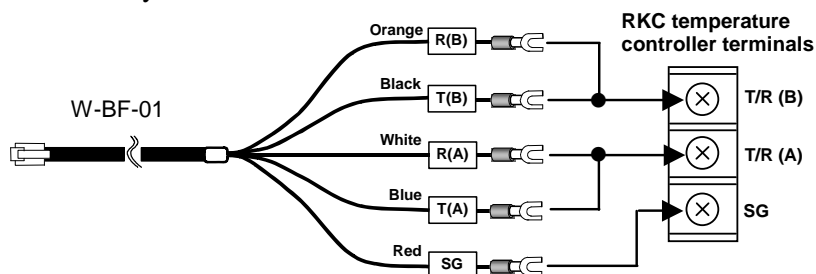 RKC temperature
controller terminals
W-BF-01
Orange R(B)
Black T(B)
White R(A)
Blue T(A)
Red SG
T/R (B)
T/R (A)
SG